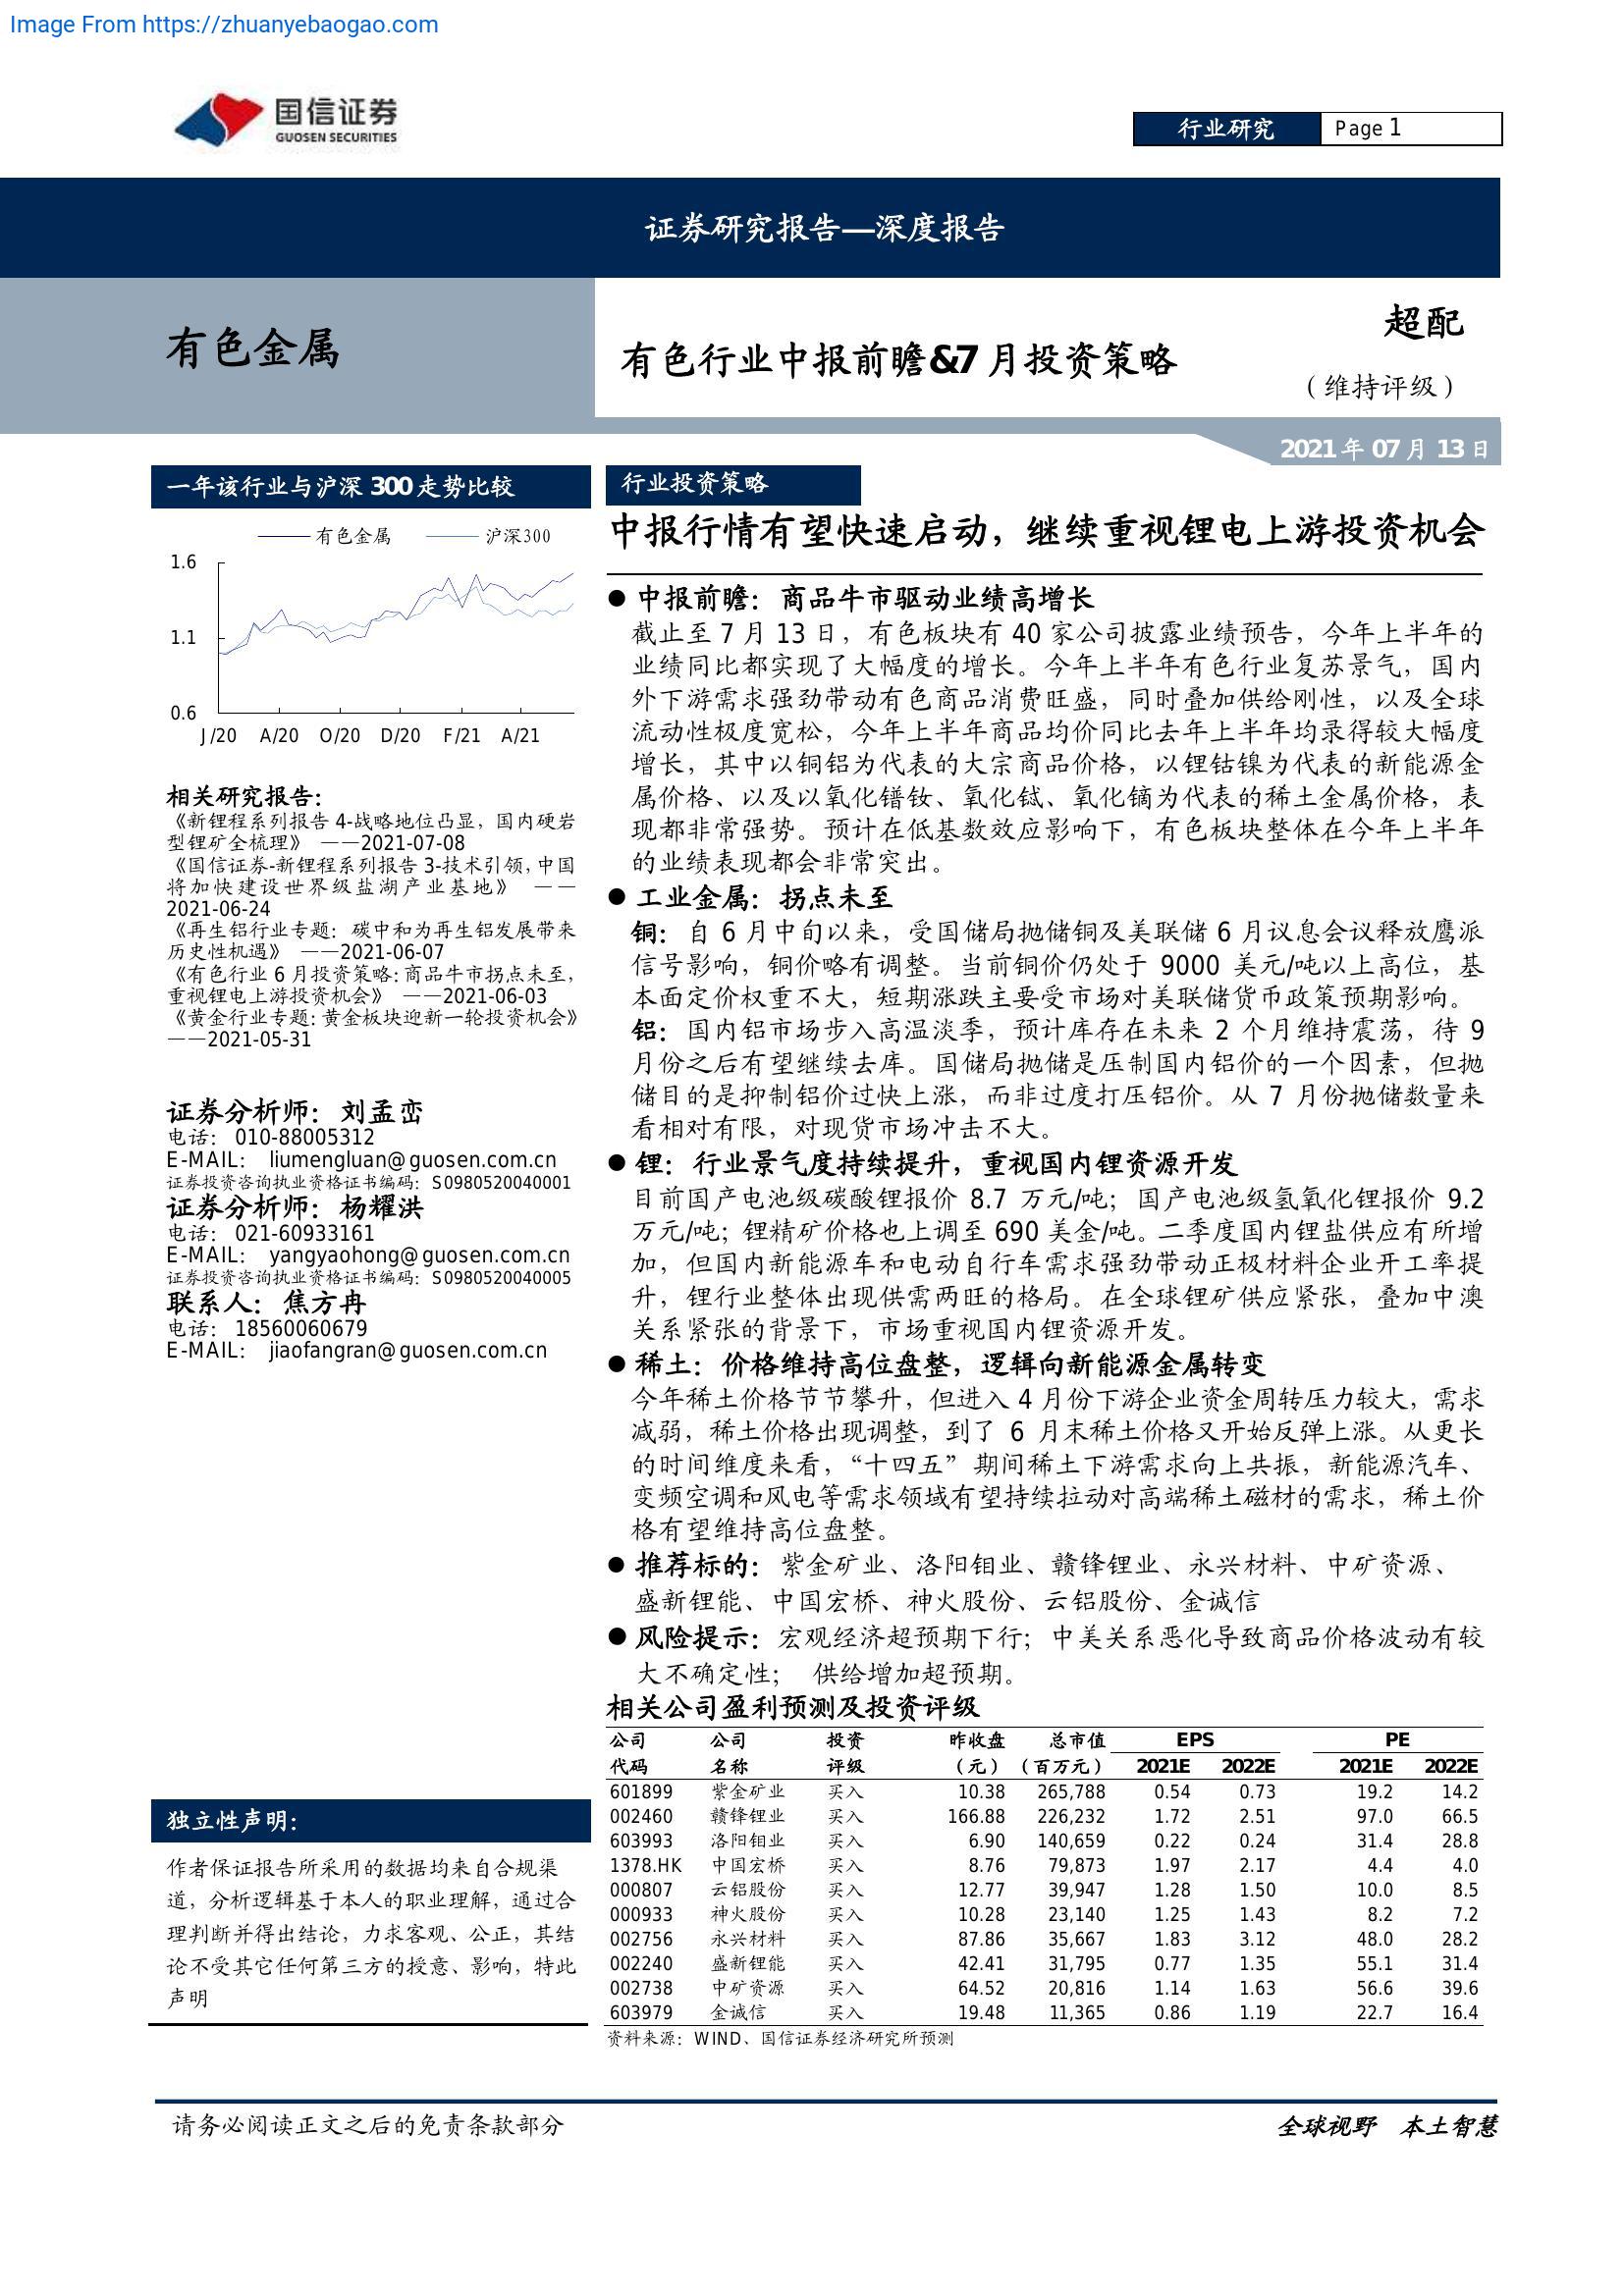 Image From https://zhuanyebaogao.com
国信证券
GUOSEN SECURITIES
行业研究
Page 1
证券研究报告—深度报告
有色金属
有色行业中报前瞻&7月投资策略
超配
（维持评级）
2021年07月13日
一年该行业与沪深300走势比较
有色金属 沪深300
1.6
1.1
0.6
J/20 A/20 O/20 D/20 F/21 A/21
相关研究报告：
《新锂程系列报告 4-战略地位凸显，国内硬岩
型锂矿全梳理》 ——2021-07-08
《国信证券-新锂程系列报告 3-技术引领，中国
将加快建设世界级盐湖产业基地》 ——
2021-06-24
《再生铝行业专题：碳中和为再生铝发展带来
历史性机遇》 ——2021-06-07
《有色行业 6 月投资策略：商品牛市拐点未至，
重视锂电上游投资机会》 ——2021-06-03
《黄金行业专题：黄金板块迎新一轮投资机会》
——2021-05-31
证券分析师：刘孟峦
电话： 010-88005312
E-MAIL： liumengluan@guosen.com.cn
证券投资咨询执业资格证书编码：S0980520040001
证券分析师：杨耀洪
电话： 021-60933161
E-MAIL： yangyaohong@guosen.com.cn
证券投资咨询执业资格证书编码：S0980520040005
联系人：焦方冉
电话： 18560060679
E-MAIL： jiaofangran@guosen.com.cn
独立性声明：
作者保证报告所采用的数据均来自合规渠
道，分析逻辑基于本人的职业理解，通过合
理判断并得出结论，力求客观、公正，其结
论不受其它任何第三方的授意、影响，特此
声明
行业投资策略
中报行情有望快速启动，继续重视锂电上游投资机会
● 中报前瞻：商品牛市驱动业绩高增长
截止至 7 月 13 日，有色板块有 40 家公司披露业绩预告，今年上半年的
业绩同比都实现了大幅度的增长。今年上半年有色行业复苏景气，国内
外下游需求强劲带动有色商品消费旺盛，同时叠加供给刚性，以及全球
流动性极度宽松，今年上半年商品均价同比去年上半年均录得较大幅度
增长，其中以铜铝为代表的大宗商品价格，以锂钴镍为代表的新能源金
属价格、以及以氧化镨钕、氧化铽、氧化镝为代表的稀土金属价格，表
现都非常强势。预计在低基数效应影响下，有色板块整体在今年上半年
的业绩表现都会非常突出。
● 工业金属：拐点未至
铜：自 6 月中旬以来，受国储局抛储铜及美联储 6 月议息会议释放鹰派
信号影响，铜价略有调整。当前铜价仍处于 9000 美元/吨以上高位，基
本面定价权重不大，短期涨跌主要受市场对美联储货币政策预期影响。
铝：国内铝市场步入高温淡季，预计库存在未来 2 个月维持震荡，待 9
月份之后有望继续去库。国储局抛储是压制国内铝价的一个因素，但抛
储目的是抑制铝价过快上涨，而非过度打压铝价。从 7 月份抛储数量来
看相对有限，对现货市场冲击不大。
● 锂：行业景气度持续提升，重视国内锂资源开发
目前国产电池级碳酸锂报价 8.7 万元/吨；国产电池级氢氧化锂报价 9.2
万元/吨；锂精矿价格也上调至 690 美金/吨。二季度国内锂盐供应有所增
加，但国内新能源车和电动自行车需求强劲带动正极材料企业开工率提
升，锂行业整体出现供需两旺的格局。在全球锂矿供应紧张，叠加中澳
关系紧张的背景下，市场重视国内锂资源开发。
● 稀土：价格维持高位盘整，逻辑向新能源金属转变
今年稀土价格节节攀升，但进入 4 月份下游企业资金周转压力较大，需求
减弱，稀土价格出现调整，到了 6 月末稀土价格又开始反弹上涨。从更长
的时间维度来看，“十四五”期间稀土下游需求向上共振，新能源汽车、
变频空调和风电等需求领域有望持续拉动对高端稀土磁材的需求，稀土价
格有望维持高位盘整。
● 推荐标的：紫金矿业、洛阳钼业、赣锋锂业、永兴材料、中矿资源、
盛新锂能、中国宏桥、神火股份、云铝股份、金诚信
● 风险提示：宏观经济超预期下行；中美关系恶化导致商品价格波动有较
大不确定性； 供给增加超预期。
相关公司盈利预测及投资评级
公司 公司 投资 昨收盘 总市值 EPS PE
代码 名称 评级 （元） （百万元） 2021E 2022E 2021E 2022E
601899 紫金矿业 买入 10.38 265,788 0.54 0.73 19.2 14.2
002460 赣锋锂业 买入 166.88 226,232 1.72 2.51 97.0 66.5
603993 洛阳钼业 买入 6.90 140,659 0.22 0.24 31.4 28.8
1378.HK 中国宏桥 买入 8.76 79,873 1.97 2.17 4.4 4.0
000807 云铝股份 买入 12.77 39,947 1.28 1.50 10.0 8.5
000933 神火股份 买入 10.28 23,140 1.25 1.43 8.2 7.2
002756 永兴材料 买入 87.86 35,667 1.83 3.12 48.0 28.2
002240 盛新锂能 买入 42.41 31,795 0.77 1.35 55.1 31.4
002738 中矿资源 买入 64.52 20,816 1.14 1.63 56.6 39.6
603979 金诚信 买入 19.48 11,365 0.86 1.19 22.7 16.4
资料来源：WIND、国信证券经济研究所预测
请务必阅读正文之后的免责条款部分
全球视野 本土智慧